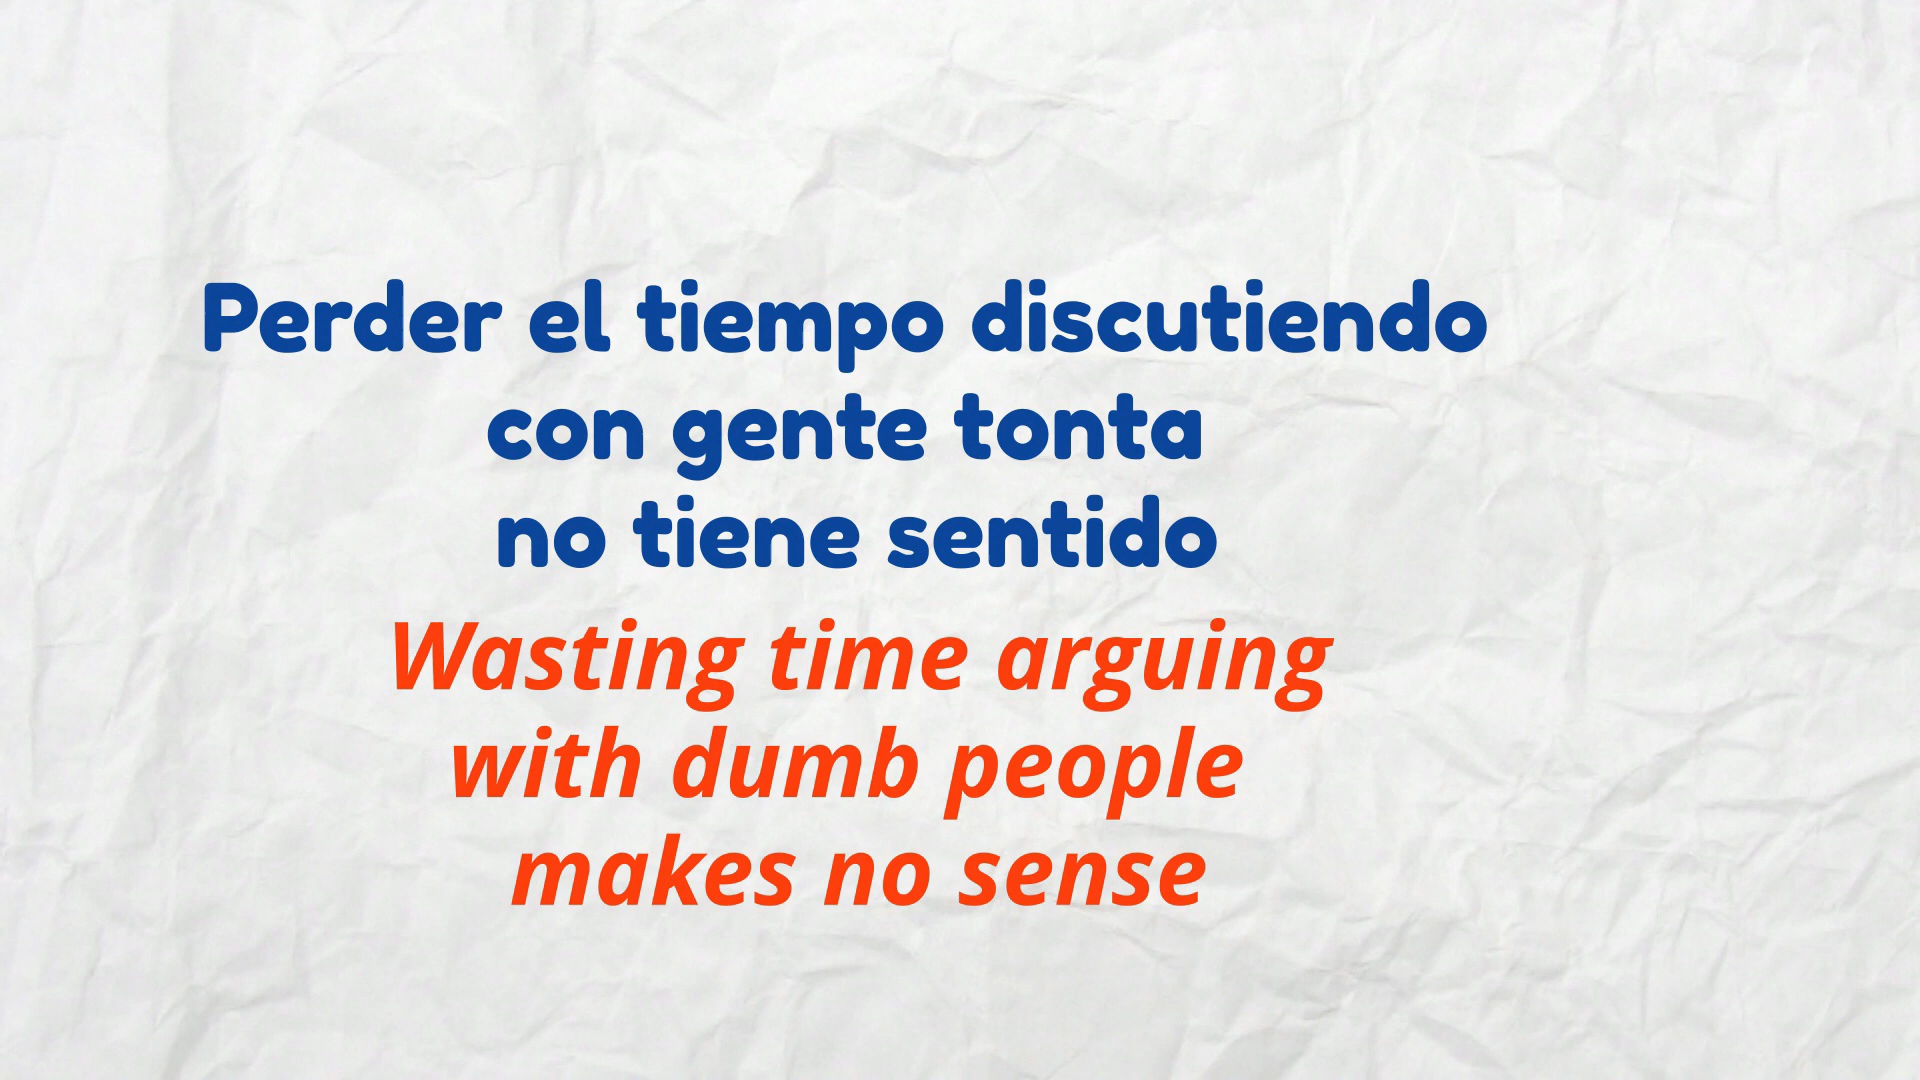 Perder el tiempo discutiendo
con gente tonta
no tiene sentido
Wasting time arguing
with dumb people
makes no sense